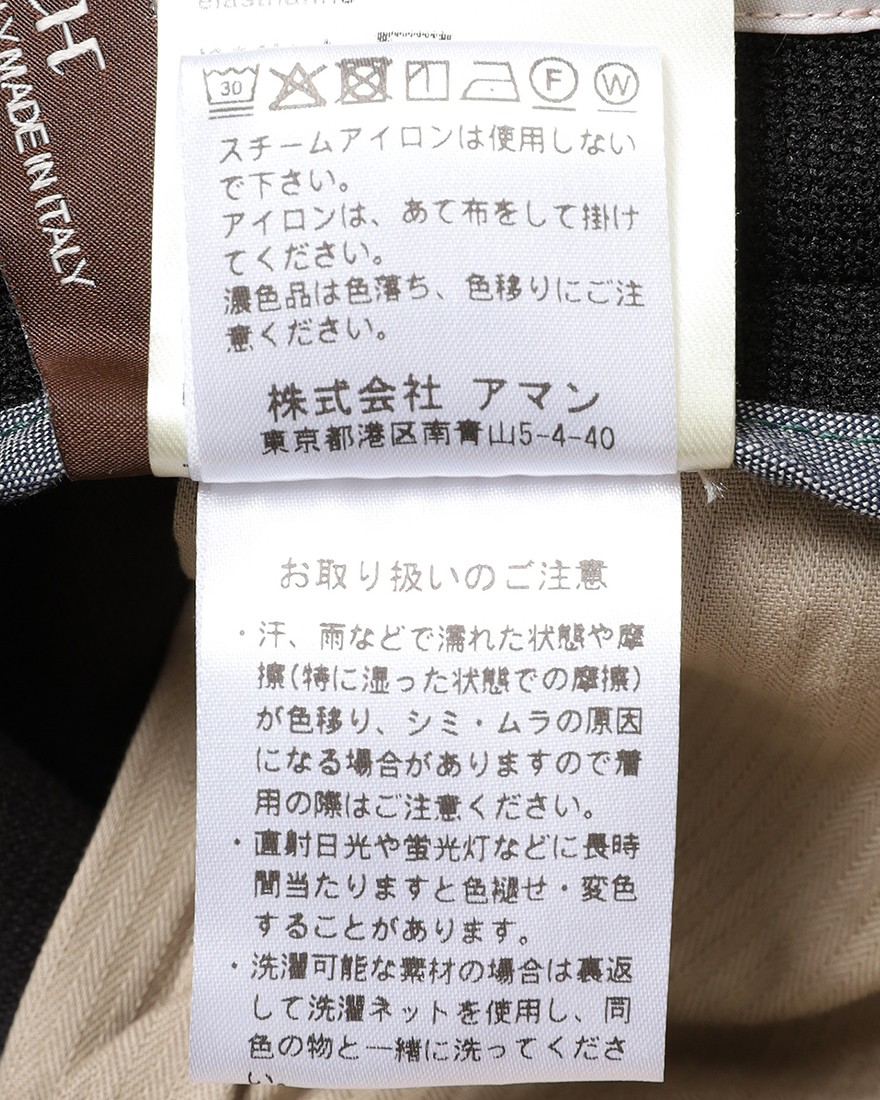 MADE IN ITALY
30
F
W
スチームアイロンは使用しない
で下さい。
アイロンは、あて布をして掛け
てください。
濃色品は色落ち、色移りにご注
意ください。
株式会社 アマン
東京都港区南青山5-4-40
お取り扱いのご注意
・汗、雨などで濡れた状態や摩
擦(特に湿った状態での摩擦)
が色移り、シミ・ムラの原因
になる場合がありますので着
用の際はご注意ください。
・直射日光や蛍光灯などに長時
間当たりますと色褪せ・変色
することがあります。
・洗濯可能な素材の場合は裏返
して洗濯ネットを使用し、同
色の物と一緒に洗ってくださ
い。